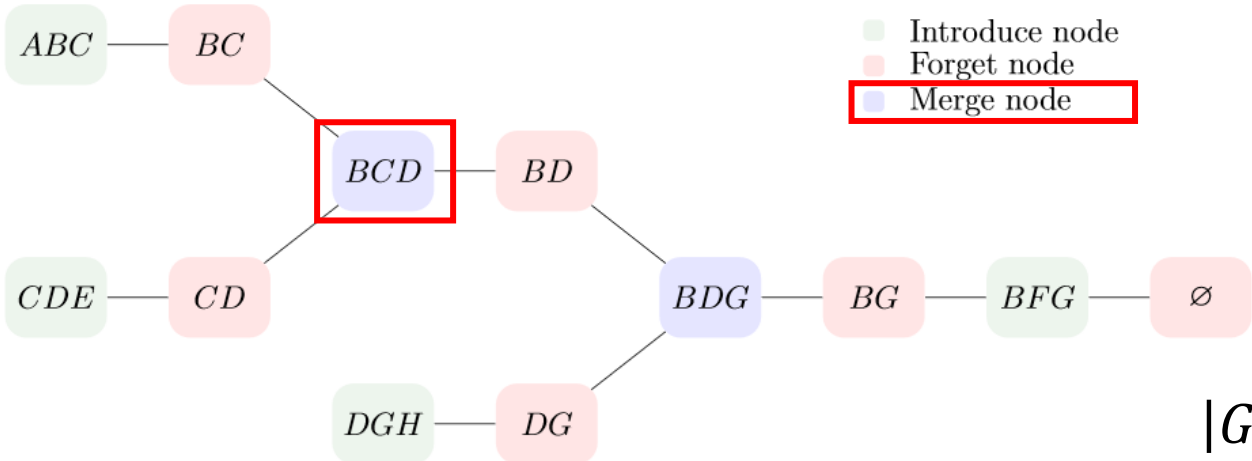 ABC BC
Introduce node
Forget node
Merge node
BCD BD
CDE CD BDG BG BFG ∅
DGH DG
|G